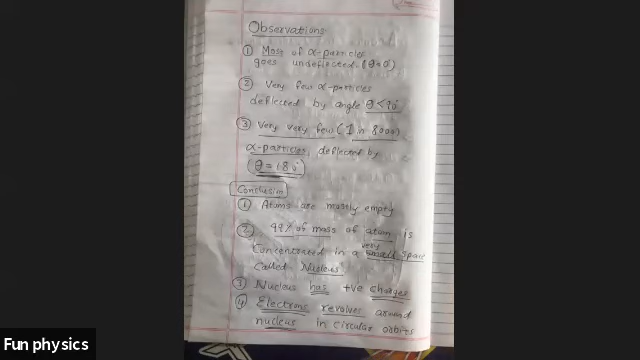 Observations
① Most of α-particles
goes undeflected. (θ=0°)
② Very few α-particles
deflected by angle θ<90°
③ Very very few (1 in 8000)
α-particles, deflected by
(θ = 180°)
Conclusion
① Atoms are mostly empty
② 99% of mass of atom is
Concentrated in a very small space
called Nucleus
③ Nucleus has +ve charges
④ Electrons revolves around
nucleus in circular orbits
Fun physics